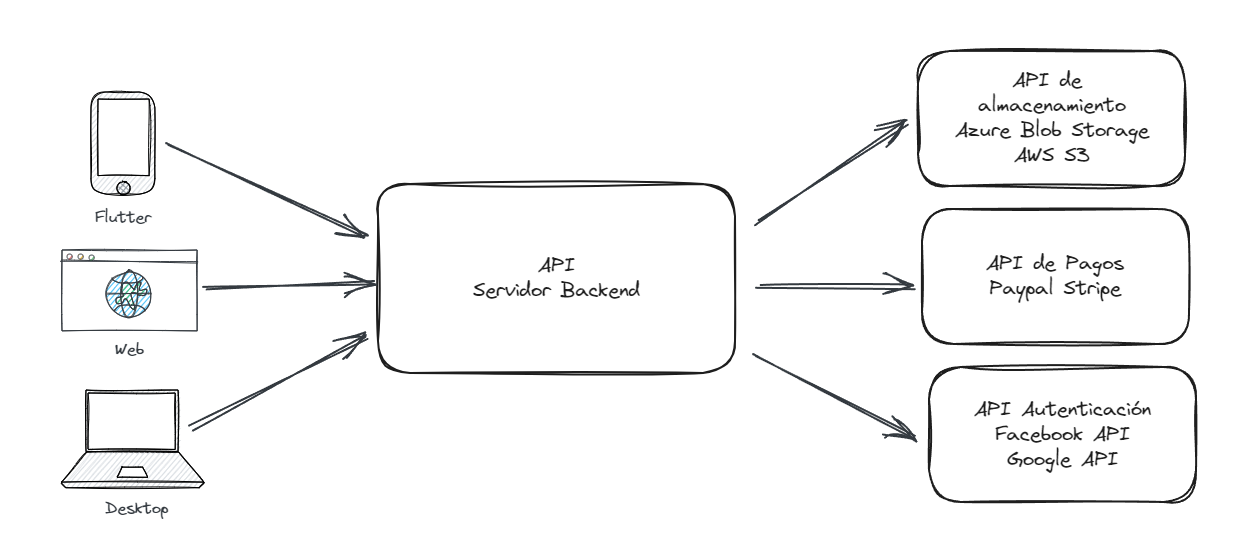 Flutter
Web
Desktop
API
Servidor Backend
API de
almacenamiento
Azure Blob Storage
AWS S3
API de Pagos
Paypal Stripe
API Autenticación
Facebook API
Google API